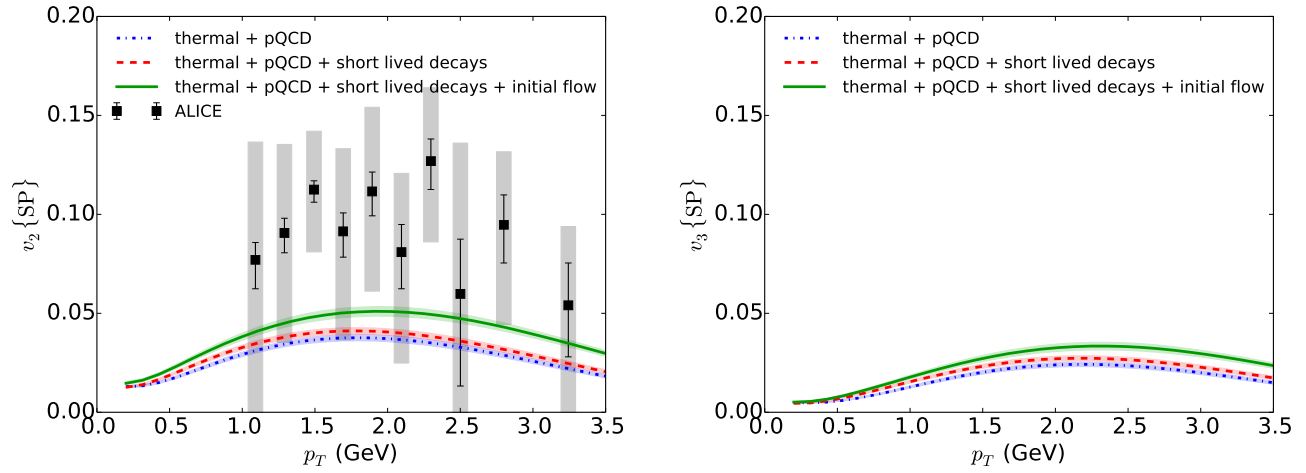 0.20
thermal + pQCD
thermal + pQCD + short lived decays
thermal + pQCD + short lived decays + initial flow
ALICE
0.15
0.10
0.05
0.00
v2{SP}
0.0 0.5 1.0 1.5 2.0 2.5 3.0 3.5
pT (GeV)
0.20
thermal + pQCD
thermal + pQCD + short lived decays
thermal + pQCD + short lived decays + initial flow
0.15
0.10
0.05
0.00
v3{SP}
0.0 0.5 1.0 1.5 2.0 2.5 3.0 3.5
pT (GeV)